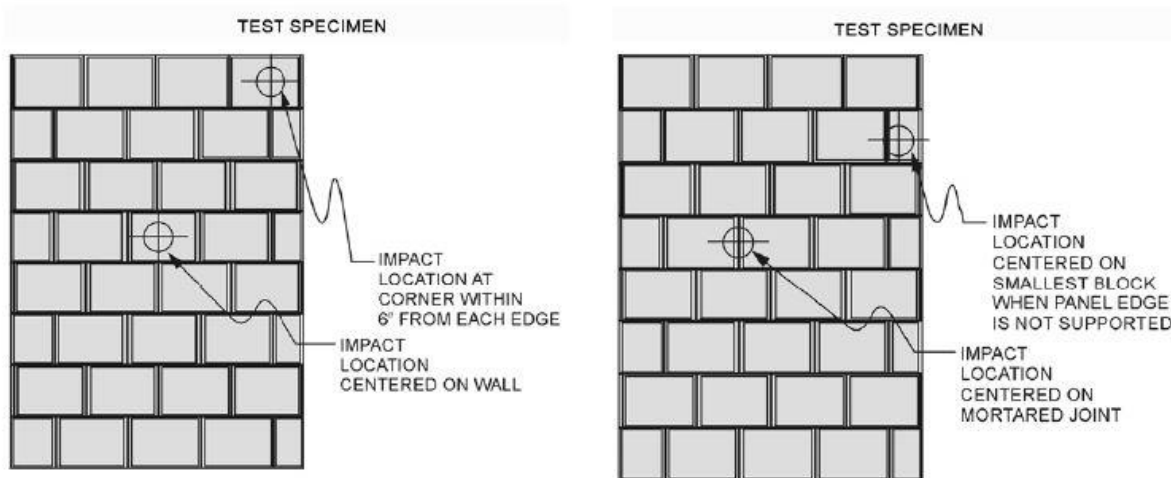 TEST SPECIMEN
IMPACT
LOCATION AT
CORNER WITHIN
6" FROM EACH EDGE
IMPACT
LOCATION
CENTERED ON WALL
TEST SPECIMEN
IMPACT
LOCATION
CENTERED ON
SMALLEST BLOCK
WHEN PANEL EDGE
IS NOT SUPPORTED
IMPACT
LOCATION
CENTERED ON
MORTARED JOINT